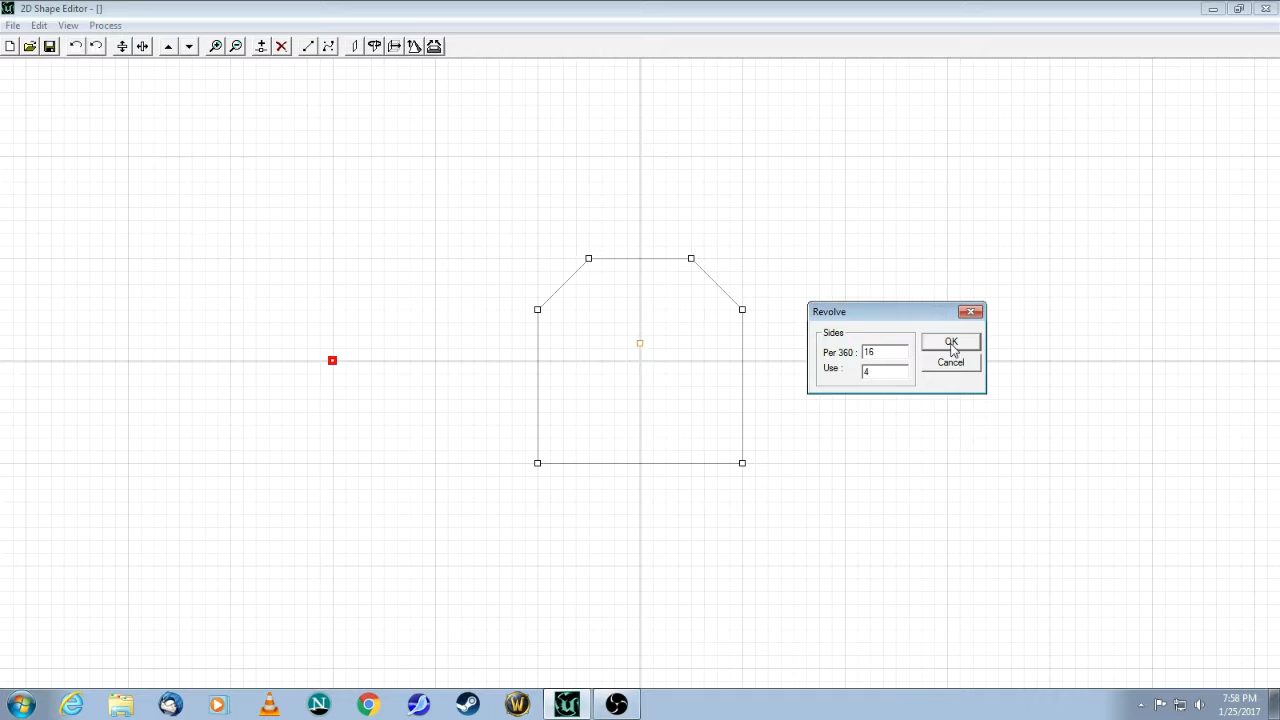 2D Shape Editor - []
File Edit View Process
Revolve
Sides
Per 360 : 16
OK
Use : 4
Cancel
7:58 PM
1/25/2017